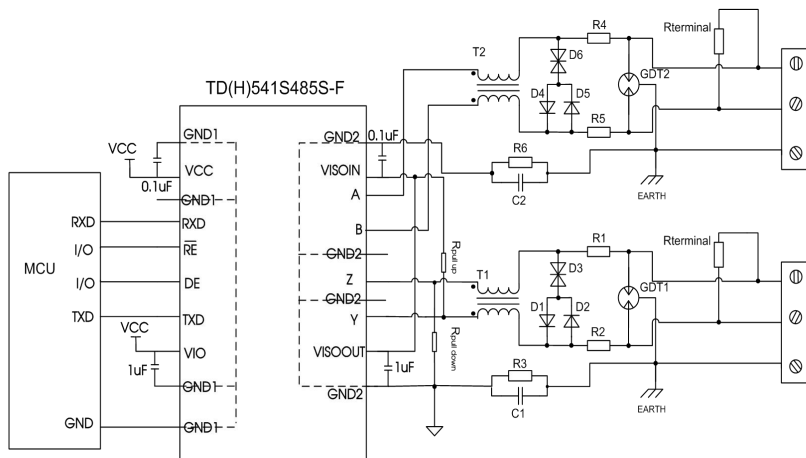 TD(H)541S485S-F
MCU
RXD
I/O
I/O
TXD
GND
VCC
0.1uF
VCC
1uF
GND1
VCC
GND1
RXD
RE
DE
TXD
VIO
GND1
GND1
GND2
VISOIN
A
B
GND2
Z
GND2
Y
VISOOUT
GND2
0.1uF
1uF
Rpull up
Rpull down
T2
D6
D4
D5
R4
R5
GDT2
Rterminal
R6
C2
EARTH
T1
D3
D1
D2
R1
R2
GDT1
Rterminal
R3
C1
EARTH